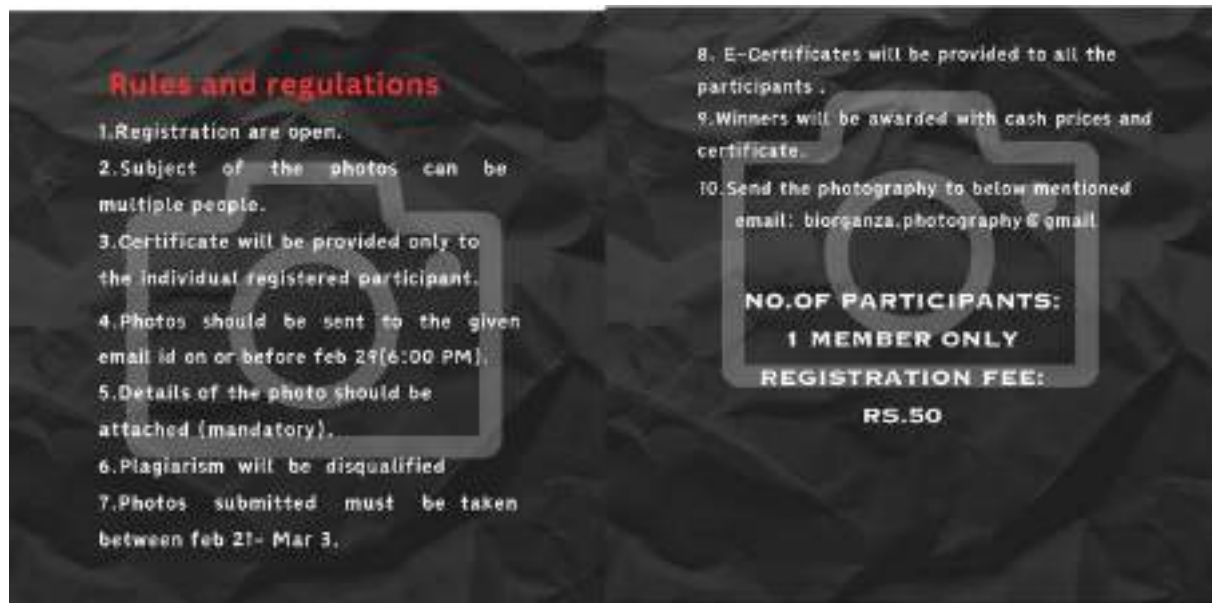 Rules and regulations
1.Registration are open.
2.Subject of the photos can be
multiple people.
3.Certificate will be provided only to
the individual registered participant.
4.Photos should be sent to the given
email id on or before feb 29(6:00 PM).
5.Details of the photo should be
attached (mandatory).
6.Plagiarism will be disqualified
7.Photos submitted must be taken
between feb 21- Mar 3.
8. E-Certificates will be provided to all the
participants .
9.Winners will be awarded with cash prices and
certificate.
10.Send the photography to below mentioned
email: biorganza.photography@gmail
NO.OF PARTICIPANTS:
1 MEMBER ONLY
REGISTRATION FEE:
RS.50